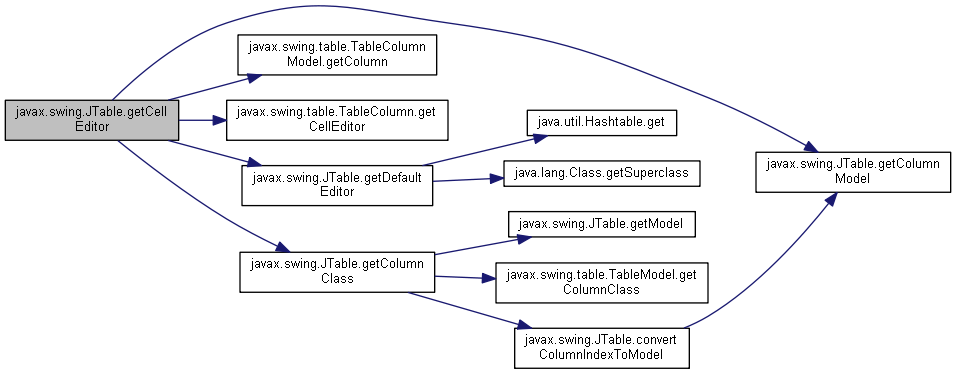 javax.swing.JTable.getCell
Editor
javax.swing.table.TableColumn
Model.getColumn
javax.swing.table.TableColumn.get
CellEditor
javax.swing.JTable.getDefault
Editor
javax.swing.JTable.getColumn
Class
java.util.Hashtable.get
java.lang.Class.getSuperclass
javax.swing.JTable.getModel
javax.swing.table.TableModel.get
ColumnClass
javax.swing.JTable.convert
ColumnIndexToModel
javax.swing.JTable.getColumn
Model